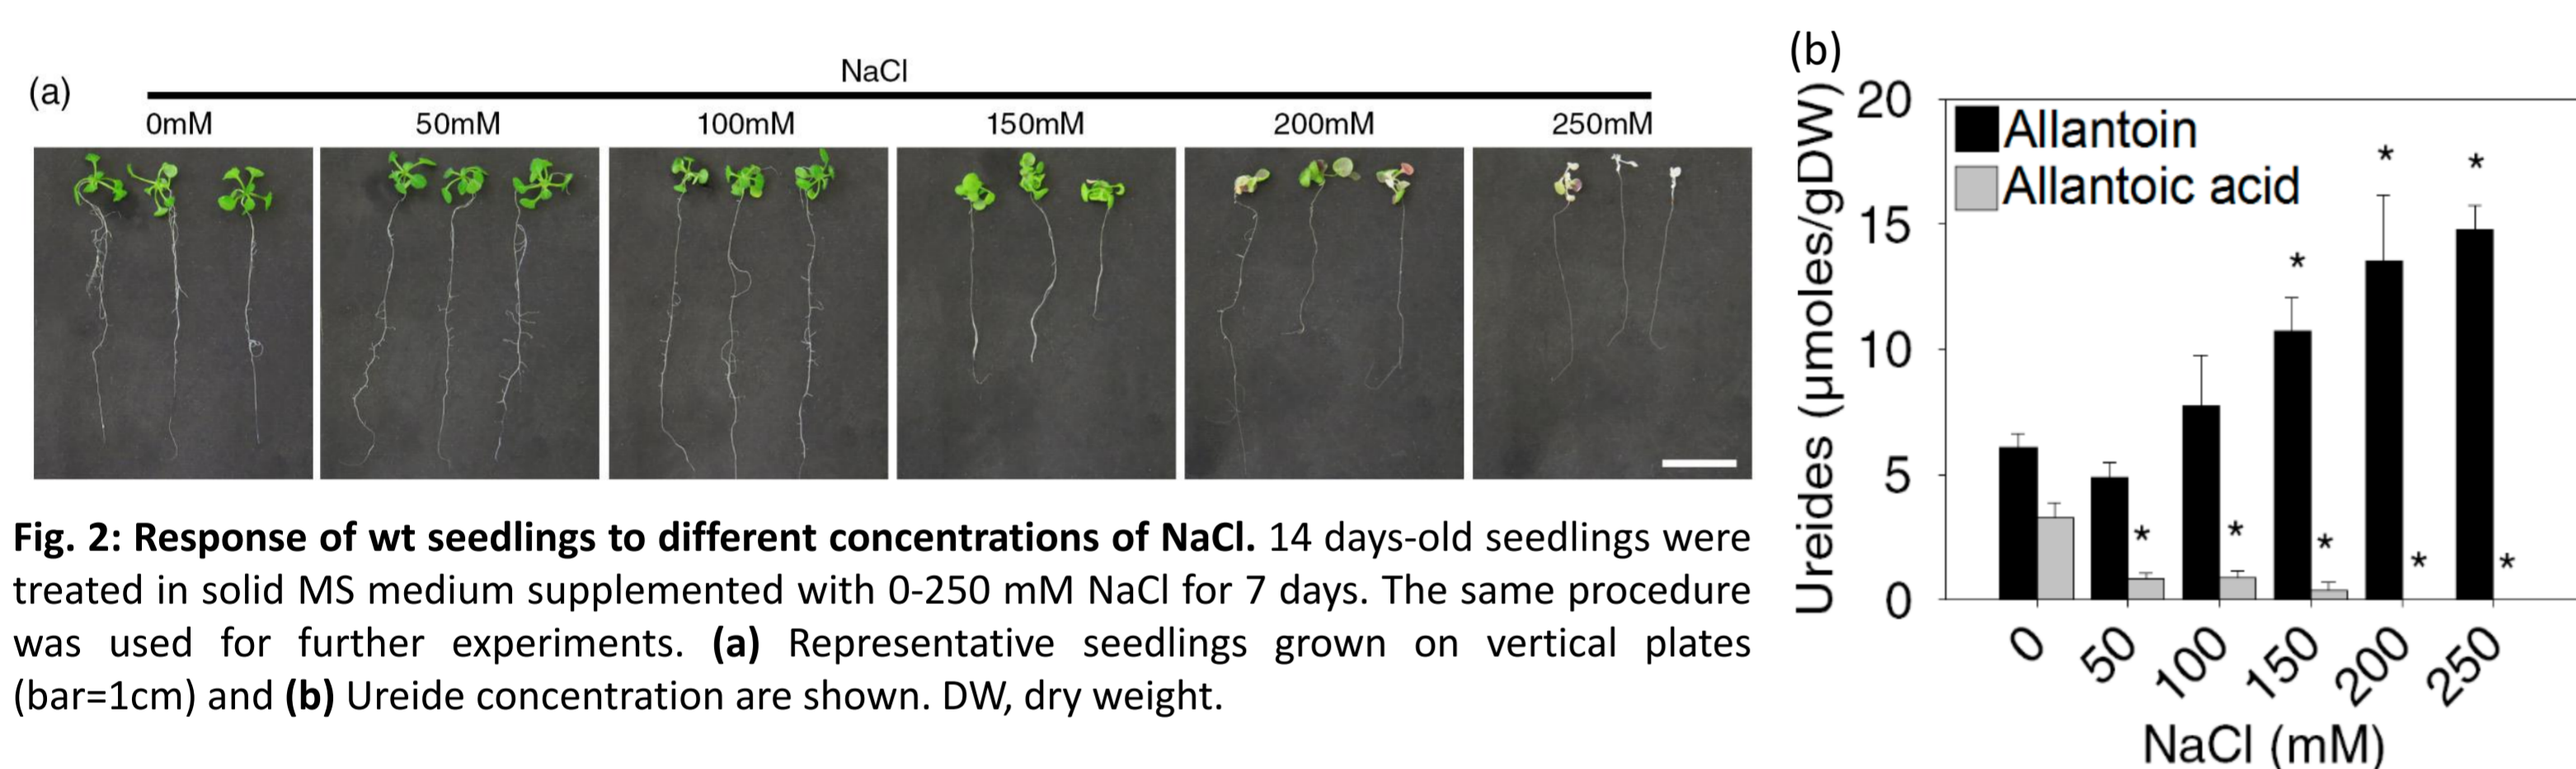 (a)
NaCl
0mM 50mM 100mM 150mM 200mM 250mM
Fig. 2: Response of wt seedlings to different concentrations of NaCl. 14 days-old seedlings were
treated in solid MS medium supplemented with 0-250 mM NaCl for 7 days. The same procedure
was used for further experiments. (a) Representative seedlings grown on vertical plates
(bar=1cm) and (b) Ureide concentration are shown. DW, dry weight.
(b)
Ureides (µmoles/gDW)
20
15
10
5
0
Allantoin
Allantoic acid
*
*
*
*
*
*
*
*
0 50 100 150 200 250
NaCl (mM)